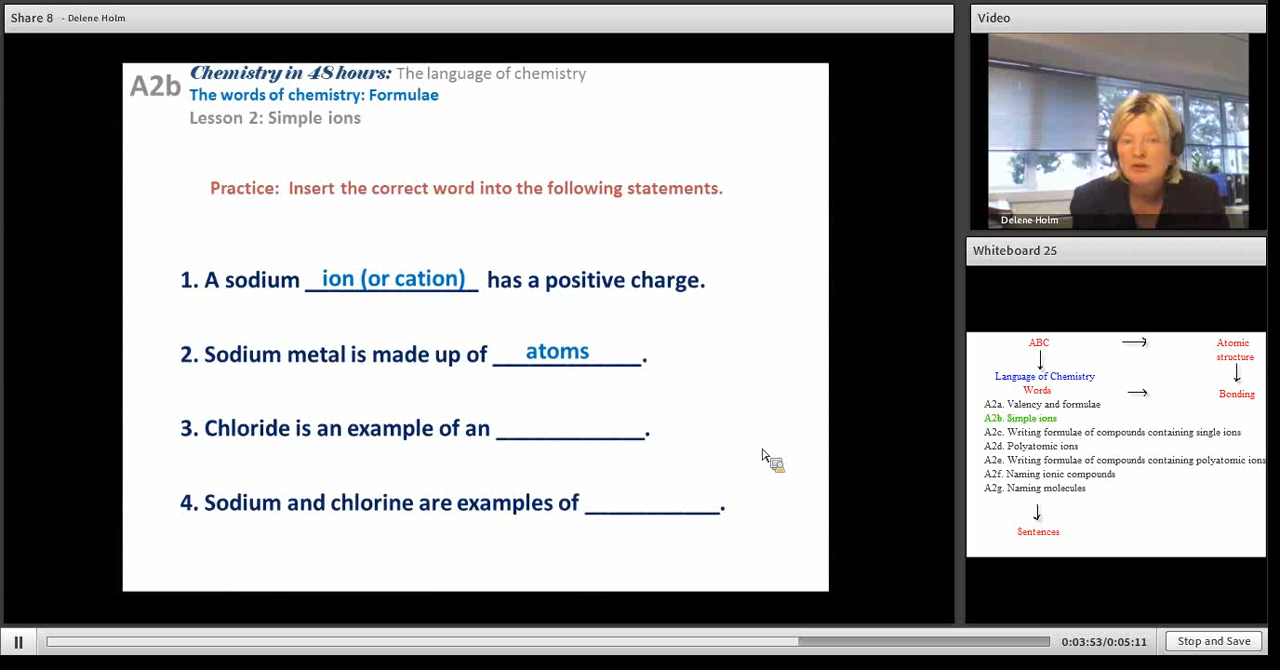 Share 8 - Delene Holm
A2b
Chemistry in 48 hours: The language of chemistry
The words of chemistry: Formulae
Lesson 2: Simple ions
Practice: Insert the correct word into the following statements.
1. A sodium ion (or cation) has a positive charge.
2. Sodium metal is made up of atoms.
3. Chloride is an example of an ____________.
4. Sodium and chlorine are examples of ___________.
Video
Delene Holm
Whiteboard 25
ABC → Atomic structure
Language of Chemistry
Words → Bonding
A2a. Valency and formulae
A2b. Simple ions
A2c. Writing formulae of compounds containing single ions
A2d. Polyatomic ions
A2e. Writing formulae of compounds containing polyatomic ions
A2f. Naming ionic compounds
A2g. Naming molecules
Sentences
0:03:53/0:05:11
Stop and Save